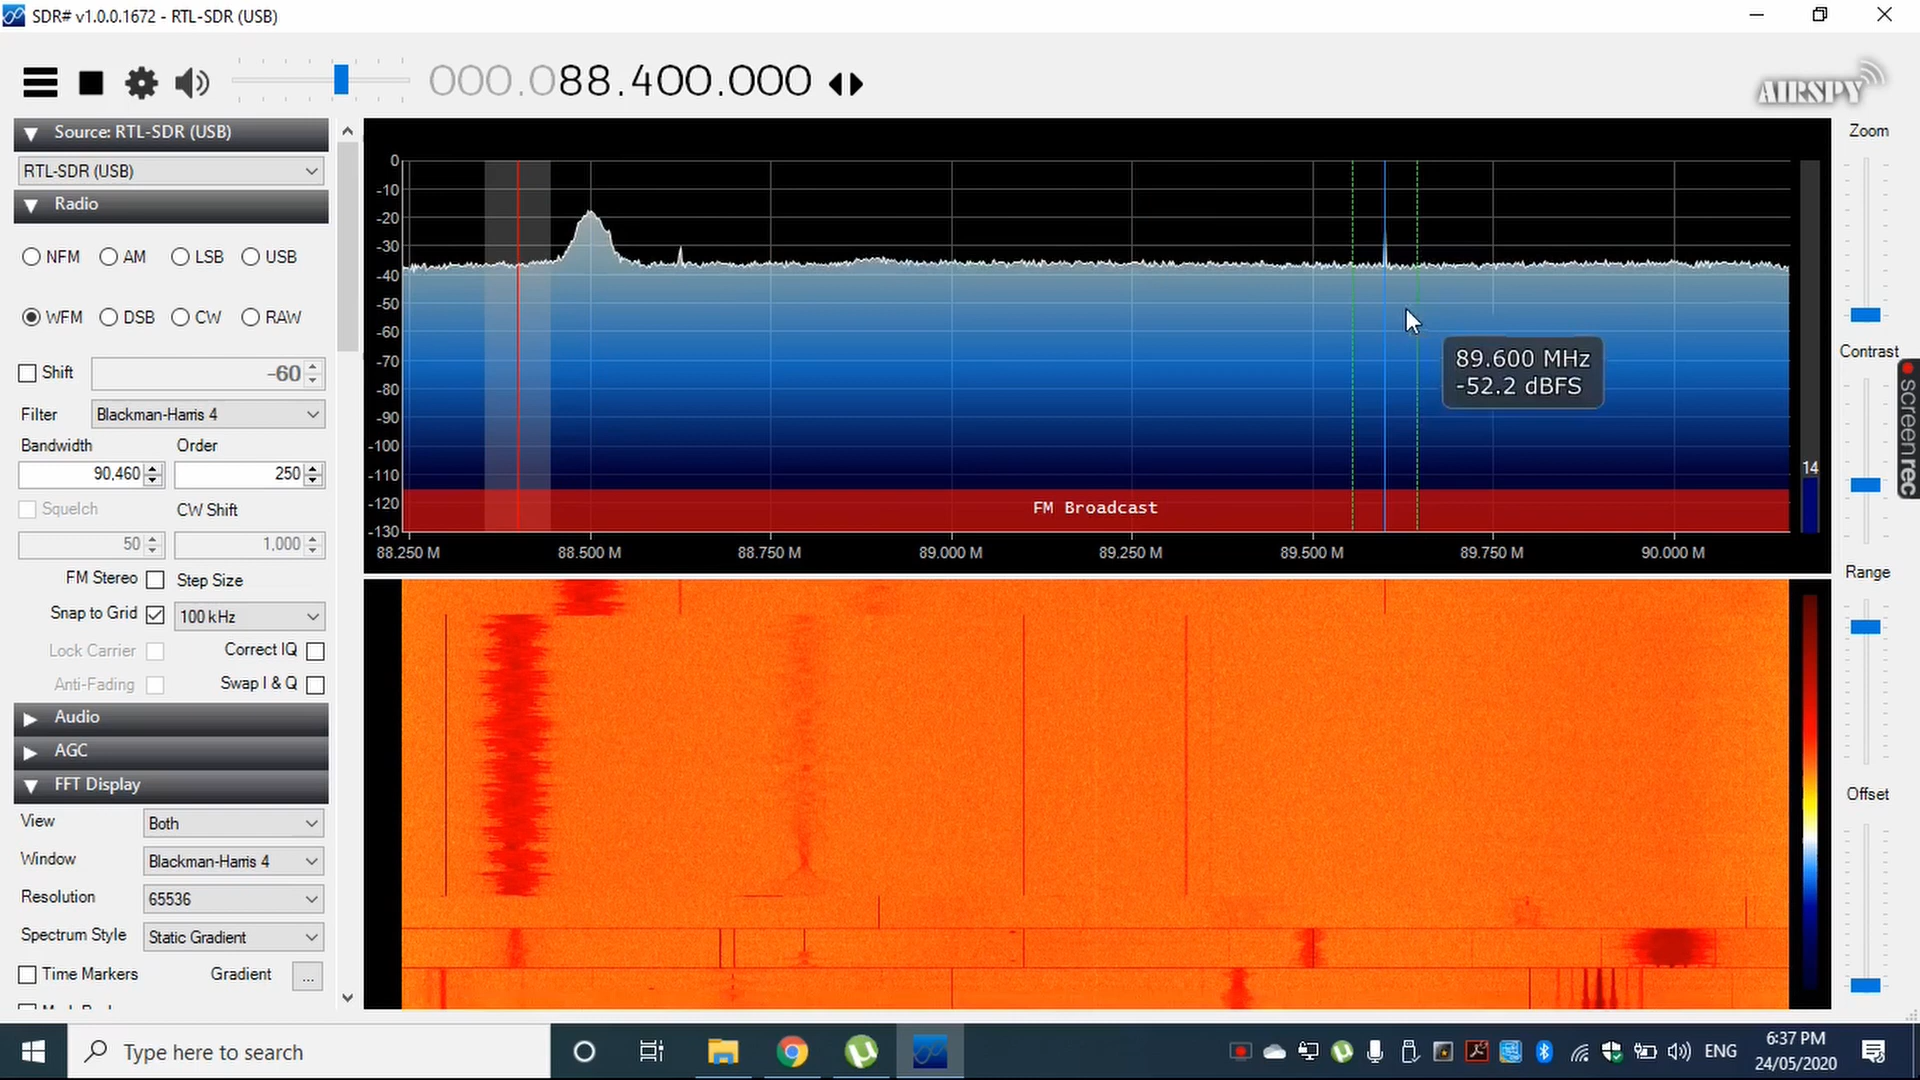 SDR# v1.0.0.1672 - RTL-SDR (USB)
000.088.400.000
AIRSPY
Source: RTL-SDR (USB)
RTL-SDR (USB)
Radio
NFM AM LSB USB
WFM DSB CW RAW
Shift -60
Filter Blackman-Harris 4
Bandwidth Order
90,460 250
Squelch CW Shift
50 1,000
FM Stereo Step Size
Snap to Grid 100 kHz
Lock Carrier Correct IQ
Anti-Fading Swap I & Q
Audio
AGC
FFT Display
View Both
Window Blackman-Harris 4
Resolution 65536
Spectrum Style Static Gradient
Time Markers Gradient ...
0
-10
-20
-30
-40
-50
-60
-70
-80
-90
-100
-110
-120
-130
89.600 MHz
-52.2 dBFS
14
FM Broadcast
88.250 M 88.500 M 88.750 M 89.000 M 89.250 M 89.500 M 89.750 M 90.000 M
Zoom
Contrast
Range
Offset
screenrec
Type here to search
ENG
6:37 PM
24/05/2020